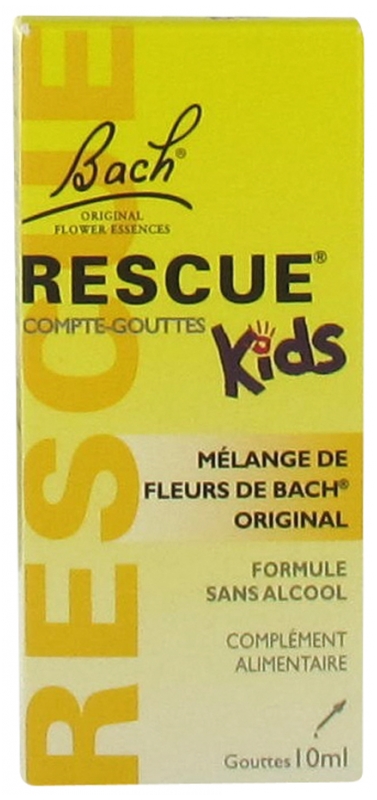 Bach®
ORIGINAL
FLOWER ESSENCES
RESCUE®
COMPTE-GOUTTES
Kids
MÉLANGE DE
FLEURS DE BACH®
ORIGINAL
FORMULE
SANS ALCOOL
COMPLÉMENT
ALIMENTAIRE
Gouttes 10ml
RESCUE